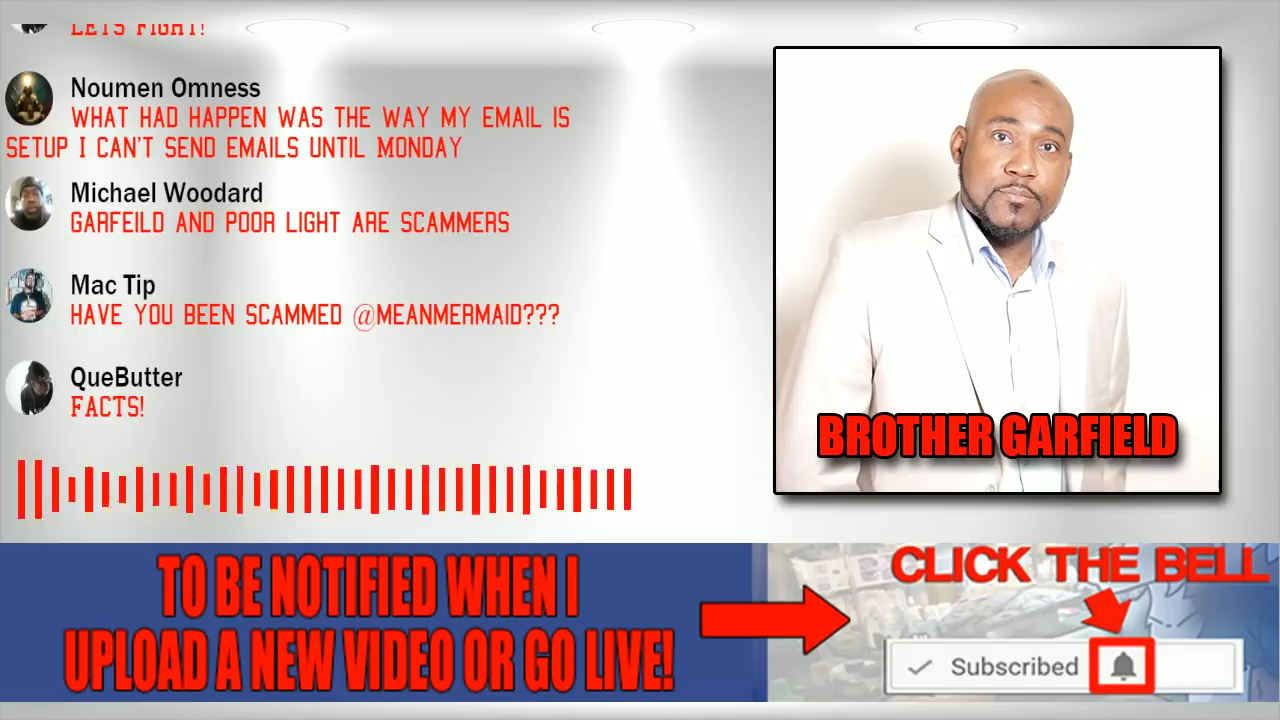 LETS FIGHT!
Noumen Omness
WHAT HAD HAPPEN WAS THE WAY MY EMAIL IS
SETUP I CAN'T SEND EMAILS UNTIL MONDAY
Michael Woodard
GARFEILD AND POOR LIGHT ARE SCAMMERS
Mac Tip
HAVE YOU BEEN SCAMMED @MEANMERMAID???
QueButter
FACTS!
BROTHER GARFIELD
TO BE NOTIFIED WHEN I
UPLOAD A NEW VIDEO OR GO LIVE!
CLICK THE BELL
Subscribed